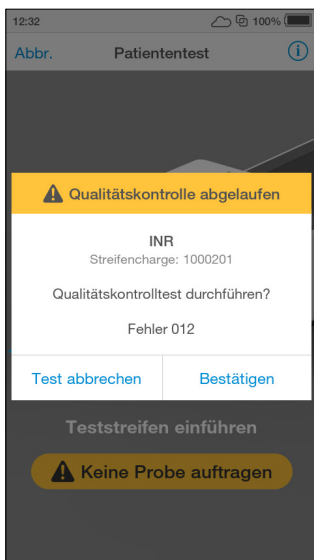 12:32 100%
Abbr. Patiententest i
Qualitätskontrolle abgelaufen
INR
Streifencharge: 1000201
Qualitätskontrolltest durchführen?
Fehler 012
Test abbrechen Bestätigen
Teststreifen einführen
Keine Probe auftragen